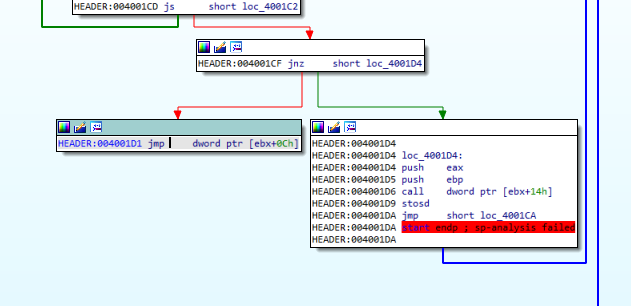 HEADER:004001CD js short loc_4001C2
HEADER:004001CF jnz short loc_4001D4
HEADER:004001D1 jmp dword ptr [ebx+0Ch]
HEADER:004001D4
HEADER:004001D4 loc_4001D4:
HEADER:004001D4 push eax
HEADER:004001D5 push ebp
HEADER:004001D6 call dword ptr [ebx+14h]
HEADER:004001D9 stosd
HEADER:004001DA jmp short loc_4001CA
HEADER:004001DA start endp ; sp-analysis failed
HEADER:004001DA